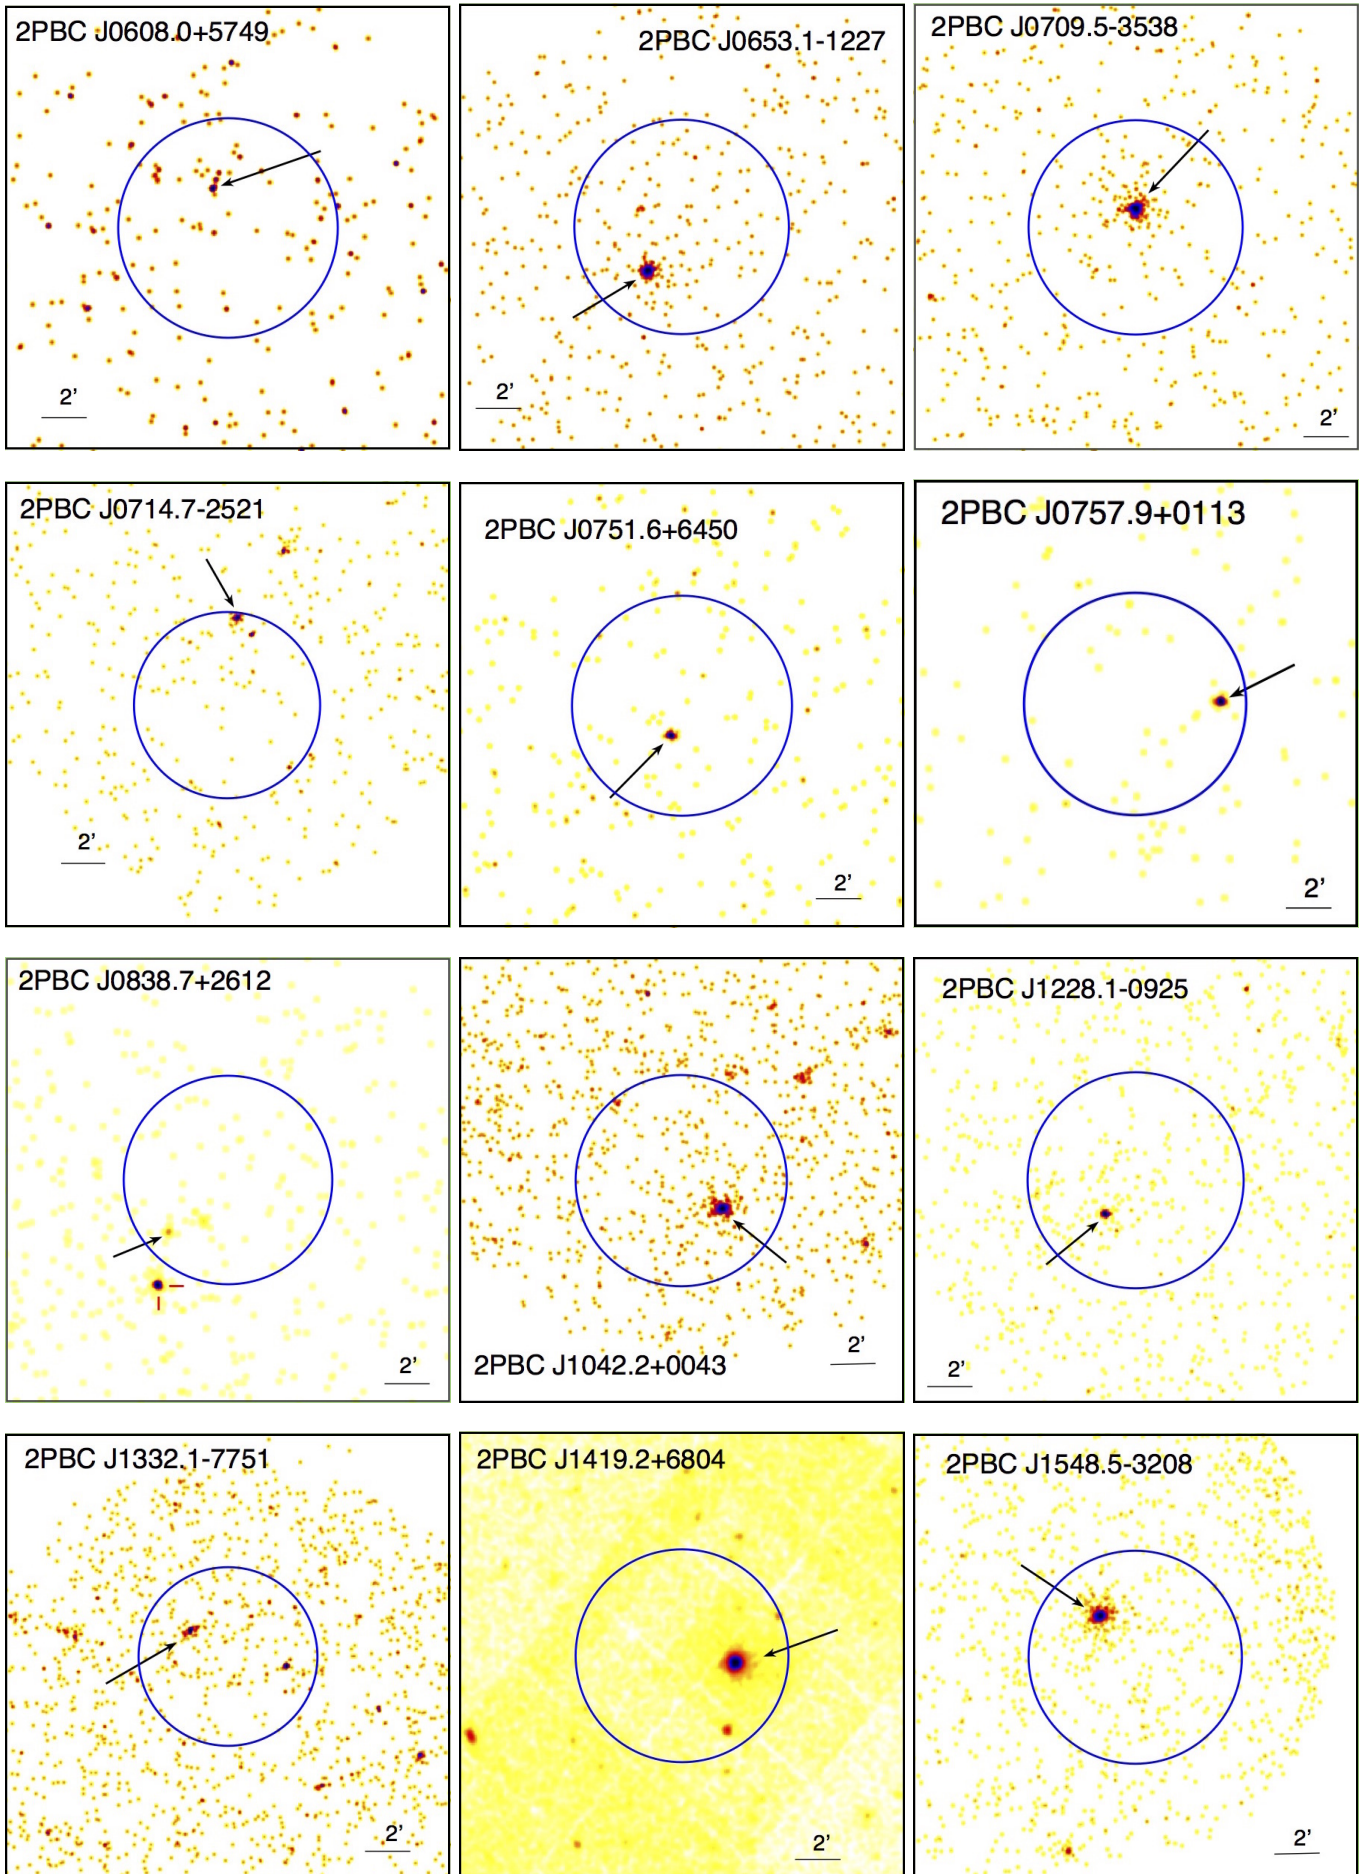 2PBC J0608.0+5749
2PBC J0653.1-1227
2PBC J0709.5-3538
2'
2'
2'
2PBC J0714.7-2521
2PBC J0751.6+6450
2PBC J0757.9+0113
2'
2'
2'
2PBC J0838.7+2612
2PBC J1228.1-0925
2'
2PBC J1042.2+0043
2'
2'
2PBC J1332.1-7751
2PBC J1419.2+6804
2PBC J1548.5-3208
2'
2'
2'